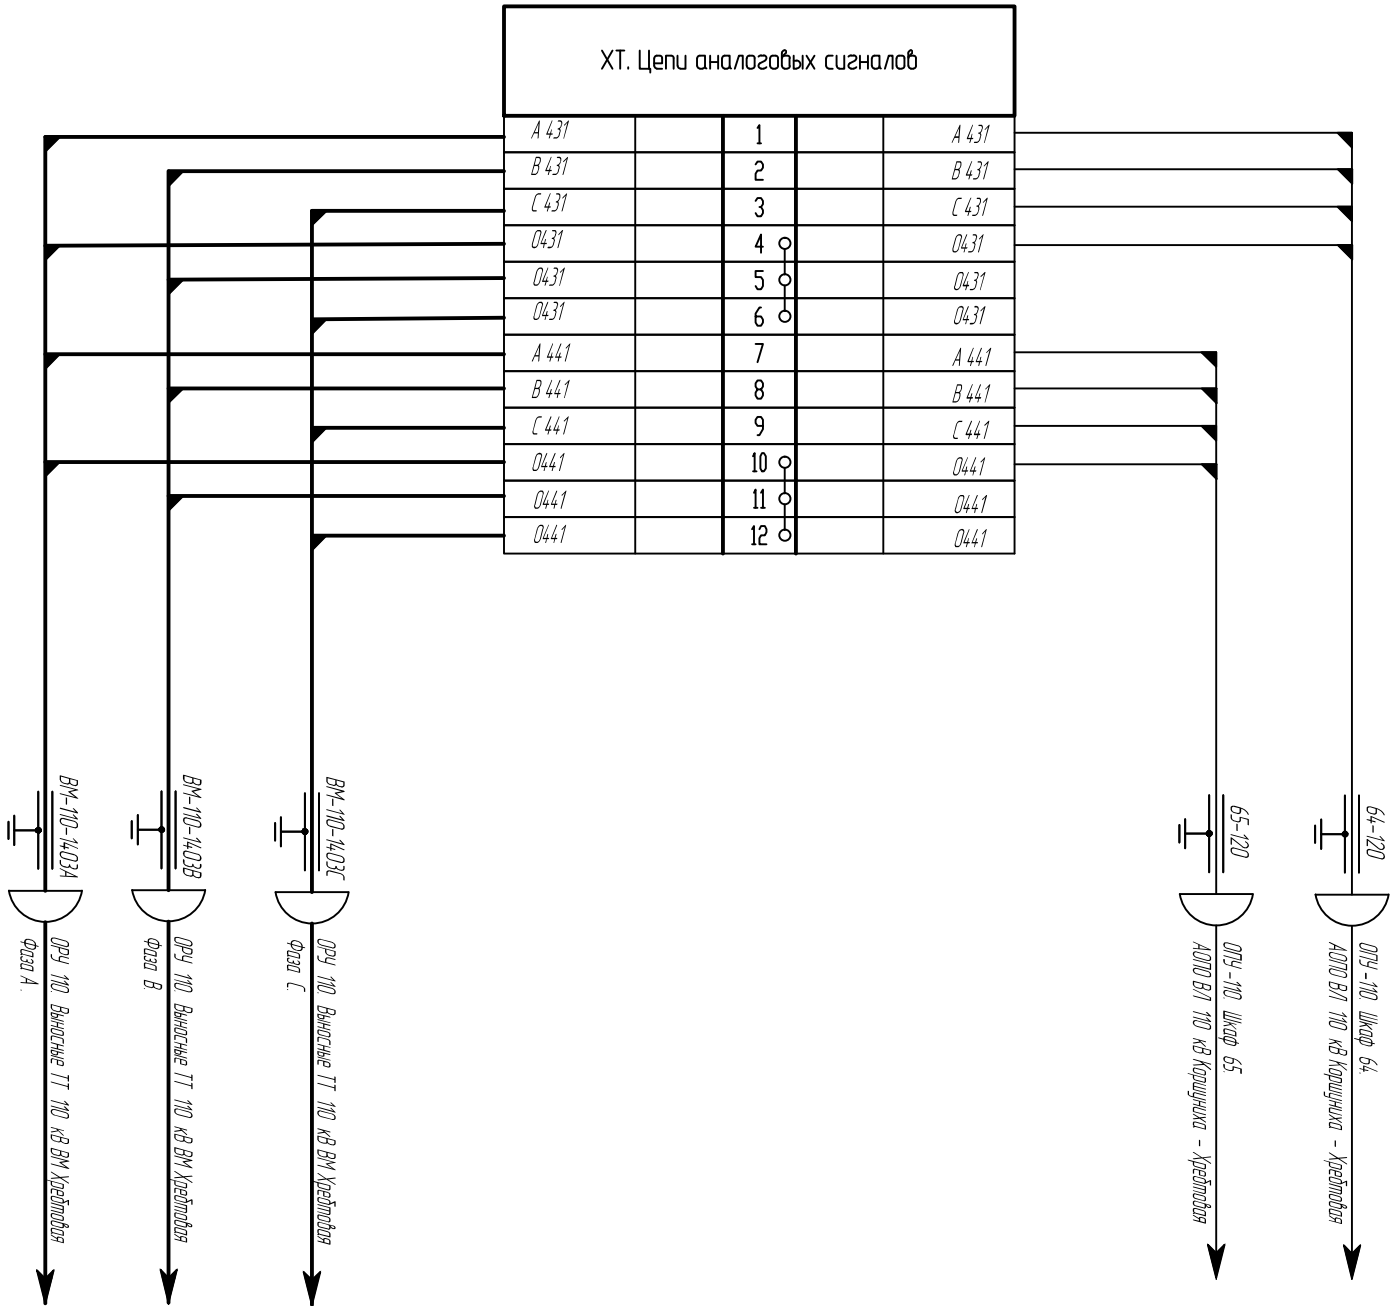 ХТ. Цепи аналоговых сигналов
А 431 1 А 431
В 431 2 В 431
С 431 3 С 431
0431 4 0431
0431 5 0431
0431 6 0431
А 441 7 А 441
В 441 8 В 441
С 441 9 С 441
0441 10 0441
0441 11 0441
0441 12 0441
ВМ-110-1403А
ВМ-110-1403В
ВМ-110-1403С
65-120
64-120
ОРУ 110. Выносные ТТ 110 кВ ВМ Хребтовая
Фаза А.
ОРУ 110. Выносные ТТ 110 кВ ВМ Хребтовая
Фаза В.
ОРУ 110. Выносные ТТ 110 кВ ВМ Хребтовая
Фаза С.
ОПУ-110. Шкаф 65.
АОПО ВЛ 110 кВ Коршуниха - Хребтовая
ОПУ-110. Шкаф 64.
АОПО ВЛ 110 кВ Коршуниха - Хребтовая